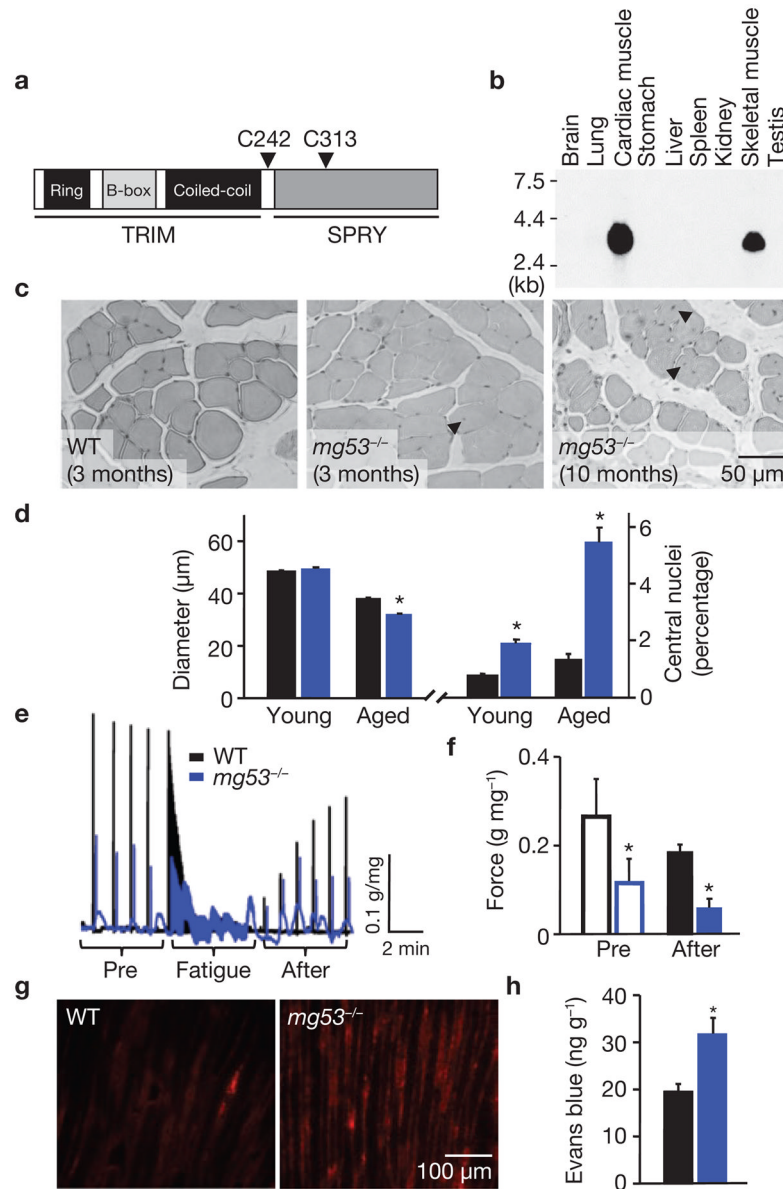 a
C242 C313
Ring B-box Coiled-coil
TRIM SPRY
b
Brain
Lung
Cardiac muscle
Stomach
Liver
Spleen
Kidney
Skeletal muscle
Testis
7.5
4.4
2.4
(kb)
c
WT
(3 months)
mg53–/–
(3 months)
mg53–/–
(10 months)
50 µm
d
Diameter (µm)
60
40
20
0
* * *
Young Aged Young Aged
6
4
2
0
Central nuclei
(percentage)
e
WT
mg53–/–
0.1 g/mg
2 min
Pre Fatigue After
f
Force (g mg–1)
0.4
0.2
0
* *
Pre After
g
WT
mg53–/–
100 µm
h
Evans blue (ng g–1)
40
30
20
10
0
*